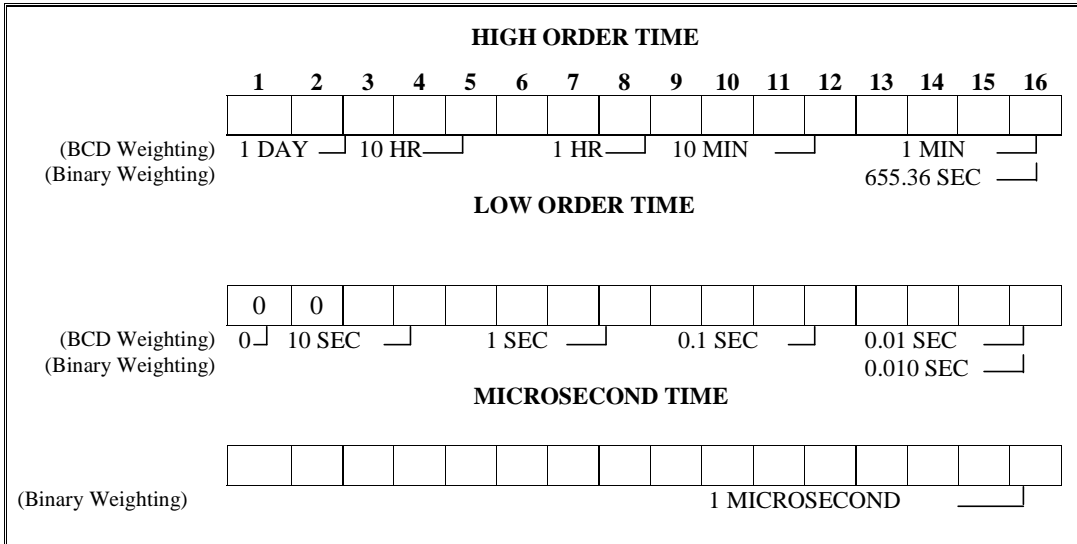 HIGH ORDER TIME
1 2 3 4 5 6 7 8 9 10 11 12 13 14 15 16
(BCD Weighting) 1 DAY 10 HR 1 HR 10 MIN 1 MIN
(Binary Weighting) 655.36 SEC
LOW ORDER TIME
0 0
(BCD Weighting) 0 10 SEC 1 SEC 0.1 SEC 0.01 SEC
(Binary Weighting) 0.010 SEC
MICROSECOND TIME
(Binary Weighting) 1 MICROSECOND